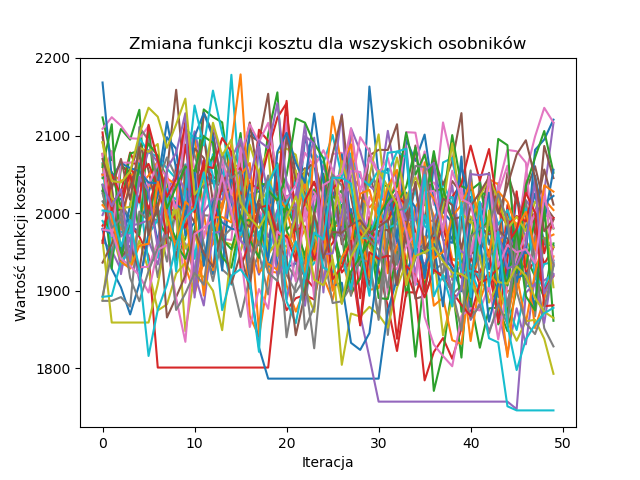 Zmiana funkcji kosztu dla wszyskich osobników
2200
2100
2000
1900
1800
Wartość funkcji kosztu
0 10 20 30 40 50
Iteracja